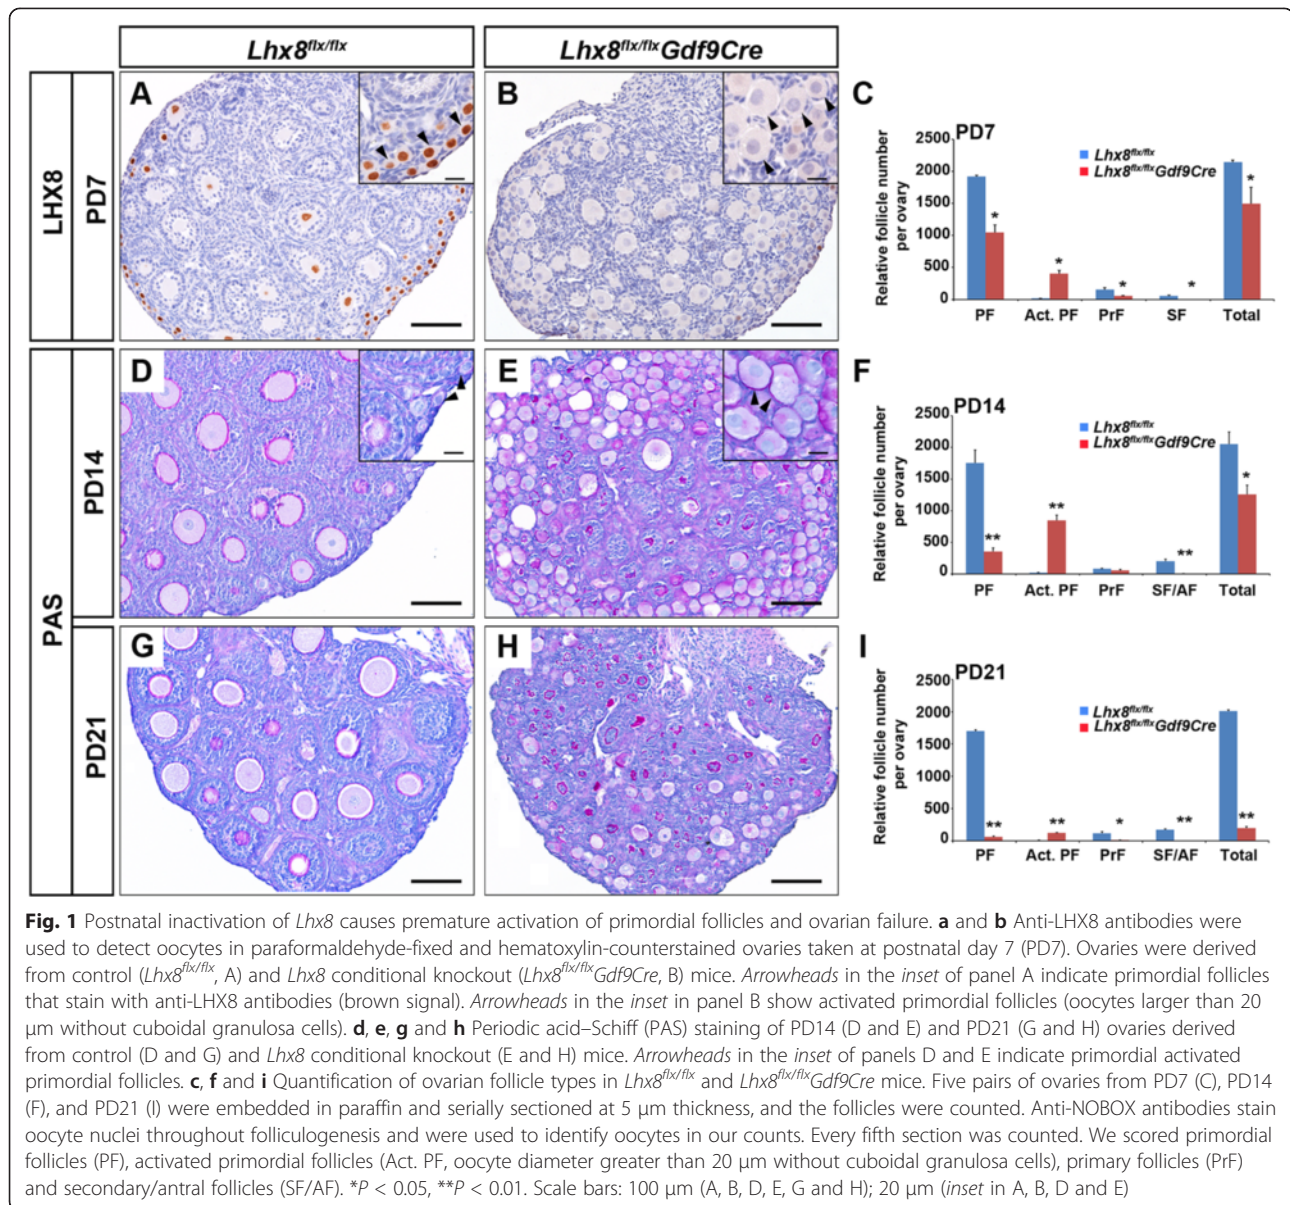 Lhx8flx/flx
Lhx8flx/flxGdf9Cre
LHX8
PD7
A
B
C
PD7
Lhx8flx/flx
Lhx8flx/flxGdf9Cre
Relative follicle number
per ovary
2500
2000
1500
1000
500
0
*
*
*
*
*
PF Act. PF PrF SF Total
PAS
PD14
D
E
F
PD14
Lhx8flx/flx
Lhx8flx/flxGdf9Cre
Relative follicle number
per ovary
2500
2000
1500
1000
500
0
**
**
**
*
PF Act. PF PrF SF/AF Total
PD21
G
H
I
PD21
Lhx8flx/flx
Lhx8flx/flxGdf9Cre
Relative follicle number
per ovary
2500
2000
1500
1000
500
0
**
**
*
**
**
PF Act. PF PrF SF/AF Total
Fig. 1 Postnatal inactivation of Lhx8 causes premature activation of primordial follicles and ovarian failure. a and b Anti-LHX8 antibodies were
used to detect oocytes in paraformaldehyde-fixed and hematoxylin-counterstained ovaries taken at postnatal day 7 (PD7). Ovaries were derived
from control (Lhx8flx/flx, A) and Lhx8 conditional knockout (Lhx8flx/flxGdf9Cre, B) mice. Arrowheads in the inset of panel A indicate primordial follicles
that stain with anti-LHX8 antibodies (brown signal). Arrowheads in the inset in panel B show activated primordial follicles (oocytes larger than 20
μm without cuboidal granulosa cells). d, e, g and h Periodic acid–Schiff (PAS) staining of PD14 (D and E) and PD21 (G and H) ovaries derived
from control (D and G) and Lhx8 conditional knockout (E and H) mice. Arrowheads in the inset of panels D and E indicate primordial activated
primordial follicles. c, f and i Quantification of ovarian follicle types in Lhx8flx/flx and Lhx8flx/flxGdf9Cre mice. Five pairs of ovaries from PD7 (C), PD14
(F), and PD21 (I) were embedded in paraffin and serially sectioned at 5 μm thickness, and the follicles were counted. Anti-NOBOX antibodies stain
oocyte nuclei throughout folliculogenesis and were used to identify oocytes in our counts. Every fifth section was counted. We scored primordial
follicles (PF), activated primordial follicles (Act. PF, oocyte diameter greater than 20 μm without cuboidal granulosa cells), primary follicles (PrF)
and secondary/antral follicles (SF/AF). *P < 0.05, **P < 0.01. Scale bars: 100 μm (A, B, D, E, G and H); 20 μm (inset in A, B, D and E)